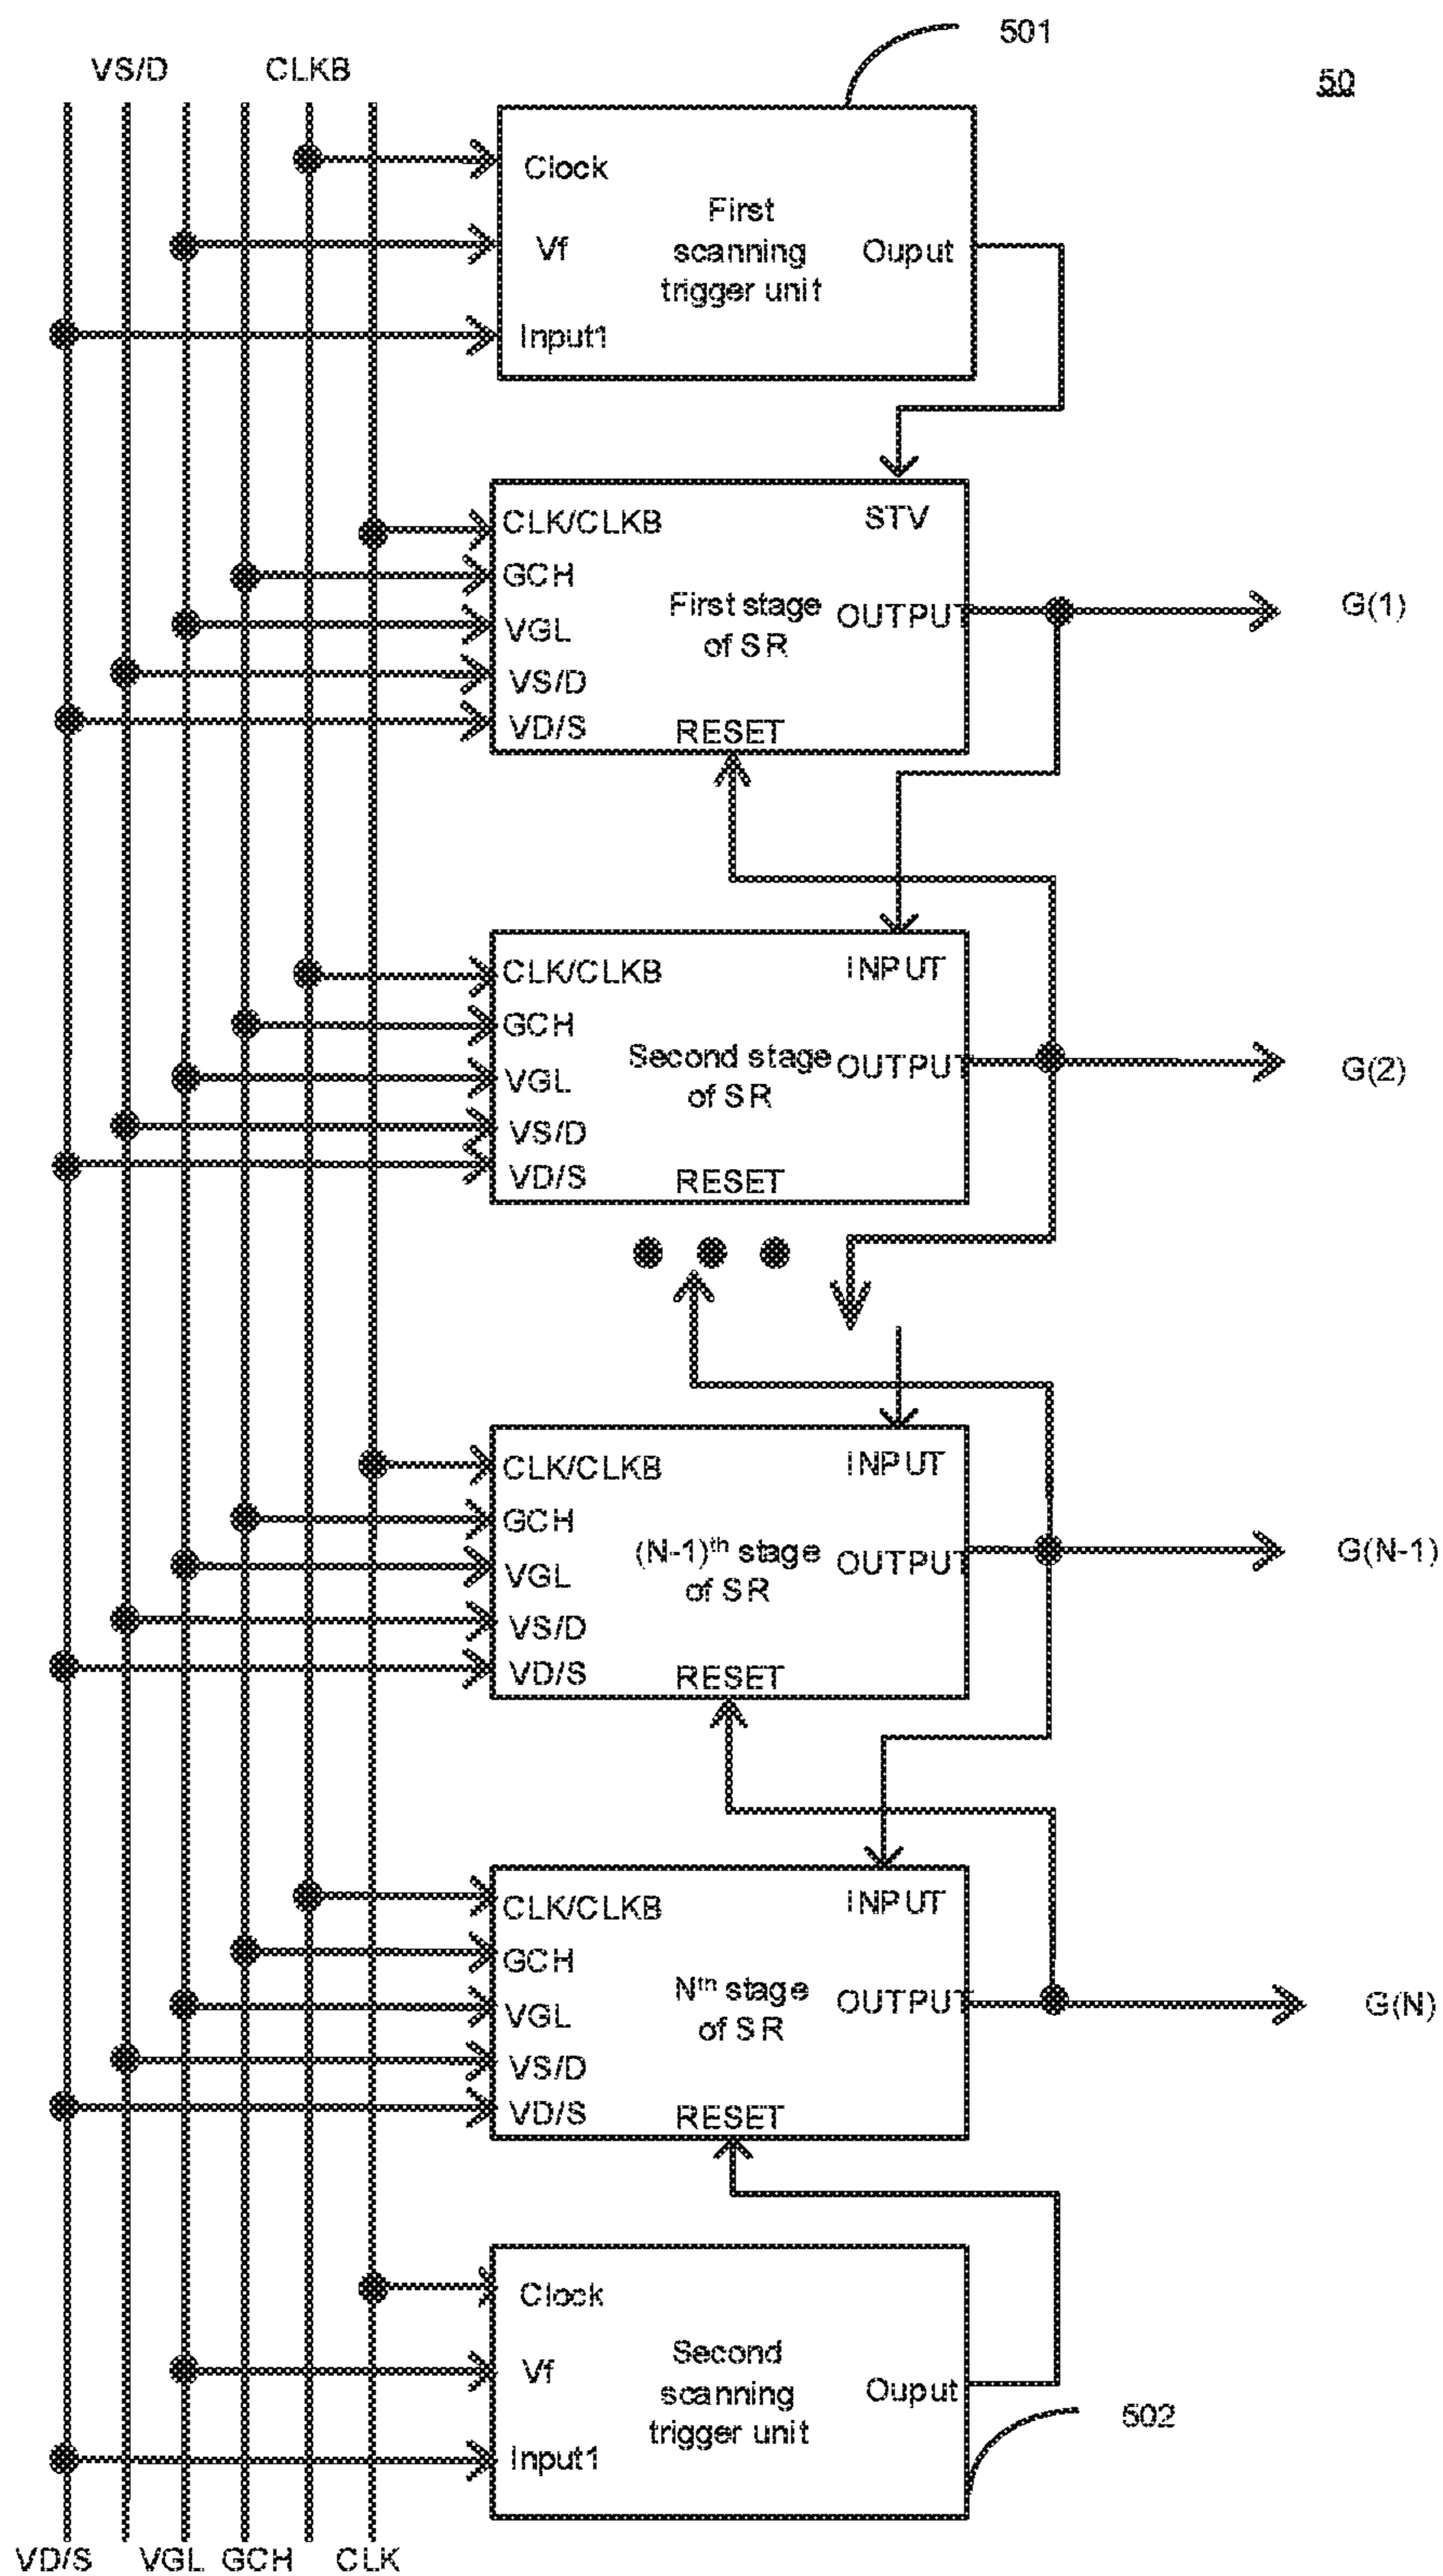 501
VS/D CLKB
50
Clock
First
scanning
trigger unit
Vf
Ouput
Input1
CLK/CLKB
STV
GCH
First stage
of SR
OUTPUT
G(1)
VGL
VS/D
VD/S
RESET
CLK/CLKB
INPUT
GCH
Second stage
of SR
OUTPUT
G(2)
VGL
VS/D
VD/S
RESET
CLK/CLKB
INPUT
GCH
(N-1)th stage
of SR
OUTPUT
G(N-1)
VGL
VS/D
VD/S
RESET
CLK/CLKB
INPUT
GCH
Nth stage
of SR
OUTPUT
G(N)
VGL
VS/D
VD/S
RESET
Clock
Second
scanning
trigger unit
Vf
Ouput
502
Input1
VD/S VGL GCH CLK